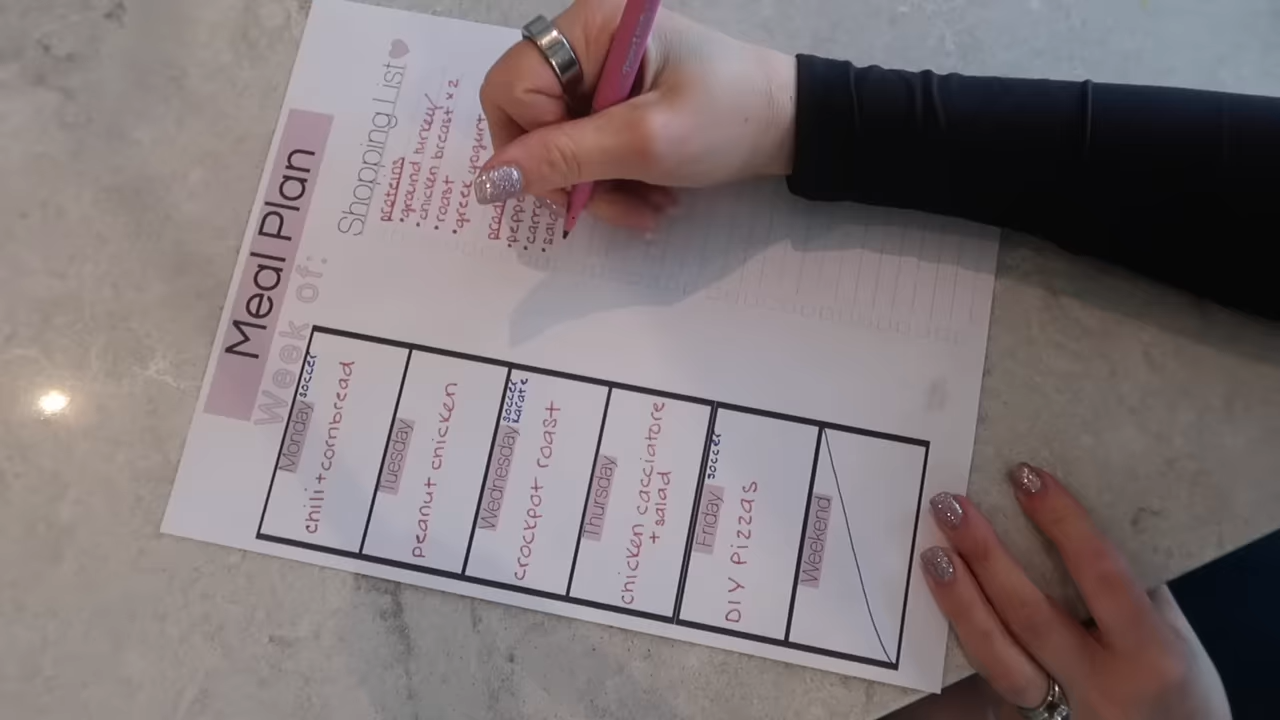 Meal Plan
Week of:
Shopping List
proteins
•ground turkey
•chicken breast x2
•roast
•greek yogurt
Monday soccer
chili+cornbread
Tuesday
peanut chicken
Wednesday soccer
karate
crockpot roast
Thursday
chicken cacciatore
+ salad
Friday soccer
DIY Pizzas
Weekend